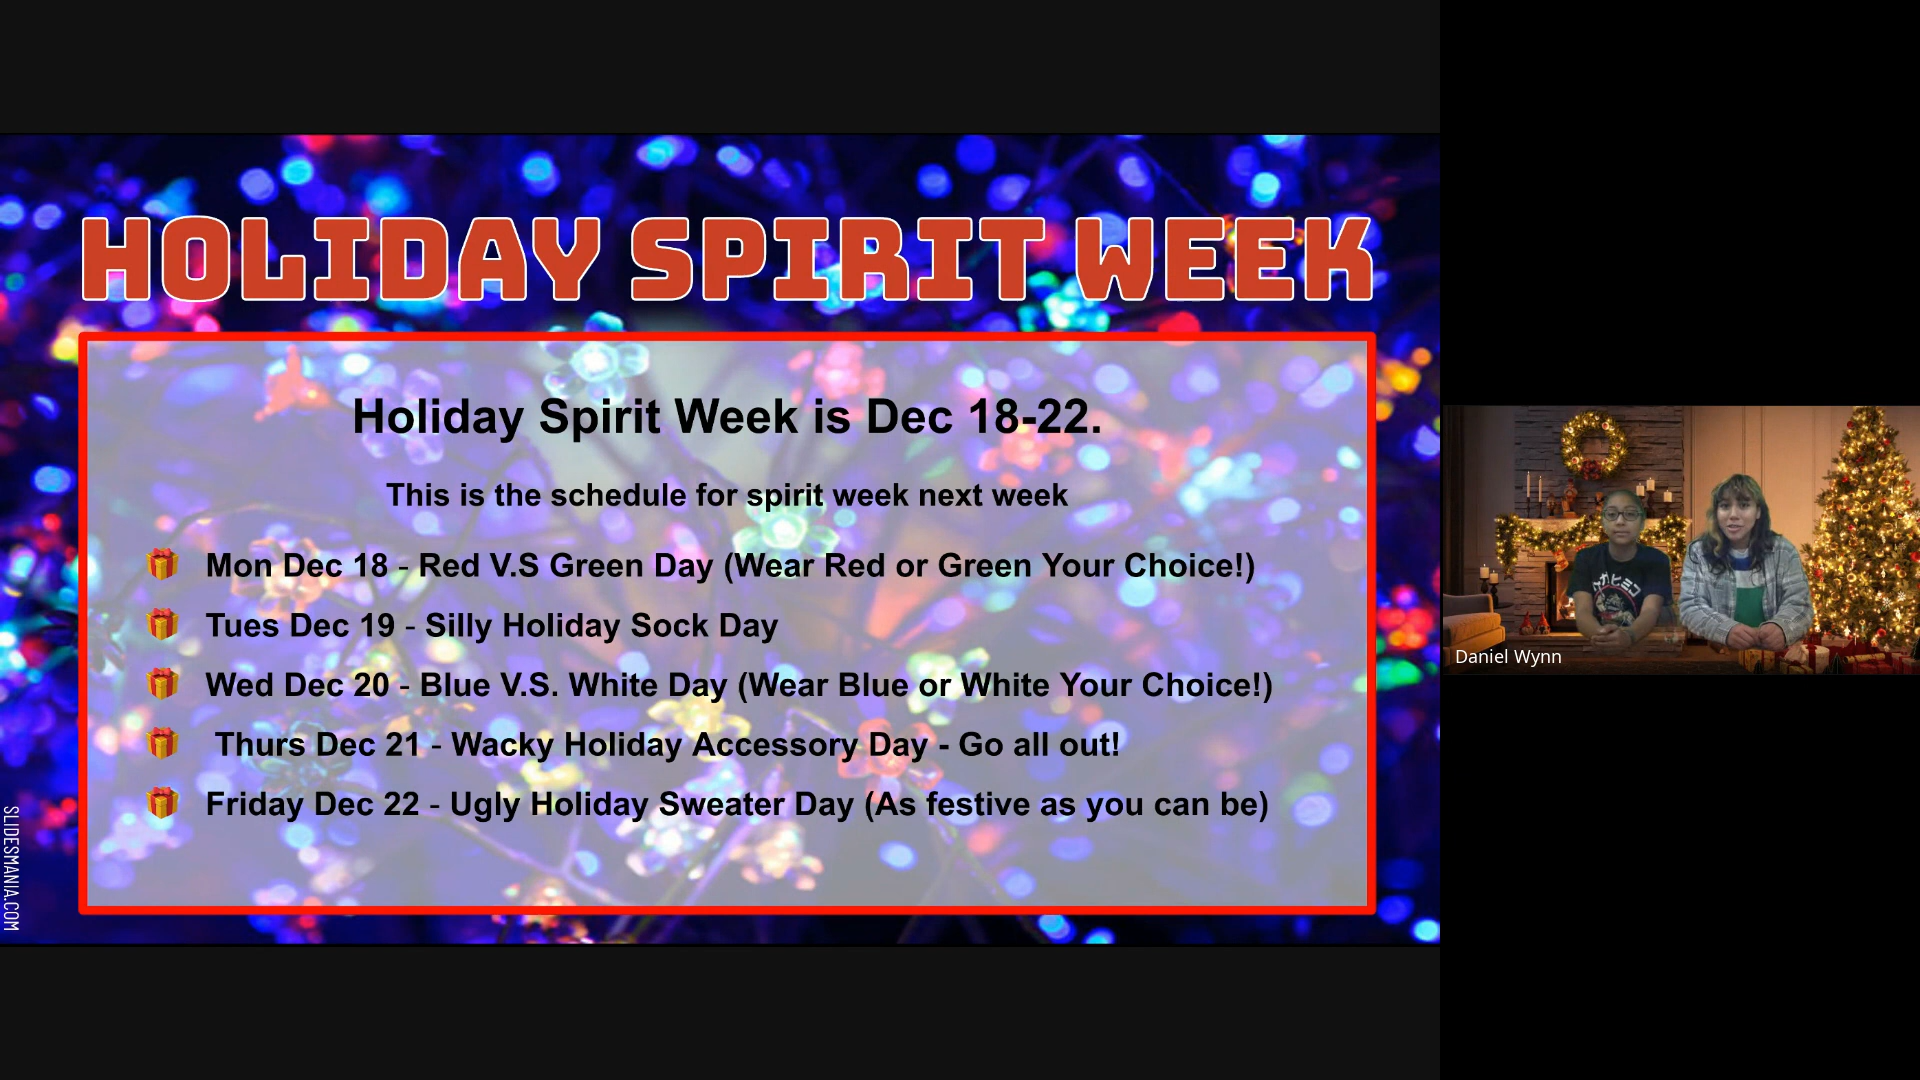 HOLIDAY SPIRIT WEEK
Holiday Spirit Week is Dec 18-22.
This is the schedule for spirit week next week
Mon Dec 18 - Red V.S Green Day (Wear Red or Green Your Choice!)
Tues Dec 19 - Silly Holiday Sock Day
Wed Dec 20 - Blue V.S. White Day (Wear Blue or White Your Choice!)
Thurs Dec 21 - Wacky Holiday Accessory Day - Go all out!
Friday Dec 22 - Ugly Holiday Sweater Day (As festive as you can be)
SLIDESMANIA.COM
Daniel Wynn